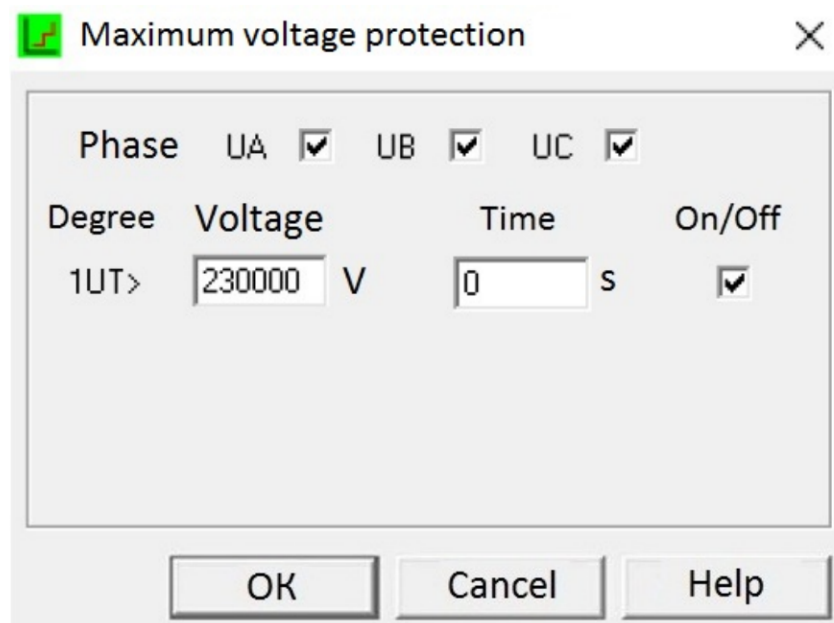 Maximum voltage protection
Phase UA UB UC
Degree Voltage Time On/Off
1UT> 230000 V 0 s
OK Cancel Help